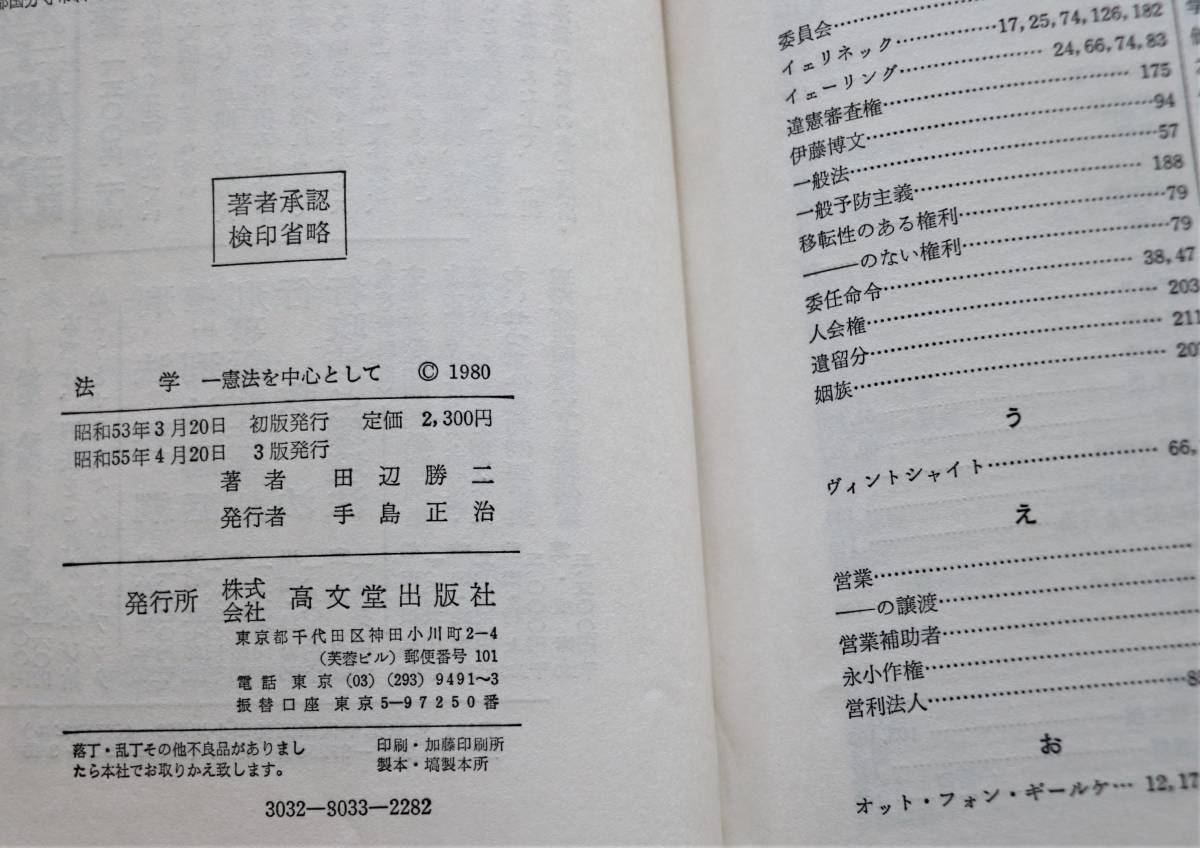 著者承認
検印省略
法　学　―憲法を中心として　© 1980
昭和53年3月20日　初版発行　定価　2,300円
昭和55年4月20日　3版発行
著者　田辺勝二
発行者　手島正治
発行所　株式会社　高文堂出版社
東京都千代田区神田小川町2−4
(芙蓉ビル) 郵便番号 101
電話 東京 (03) (293) 9491〜3
振替口座 東京5−97250番
落丁・乱丁その他不良品がありまし
たら本社でお取りかえ致します。
印刷・加藤印刷所
製本・塙製本所
3032―8033―2282
委員会……
イェリネック……17,25,74,126,182
イェーリング……24,66,74,83
違憲審査権……175
伊藤博文……94
一般法……57
一般予防主義……188
移転性のある権利……79
――のない権利……79
委任命令……38,47
入会権……203
遺留分……211
姻族……207
う
ヴィントシャイト……66,
え
営業……
――の譲渡……
営業補助者……
永小作権……
営利法人……
お
オット・フォン・ギールケ…12,17